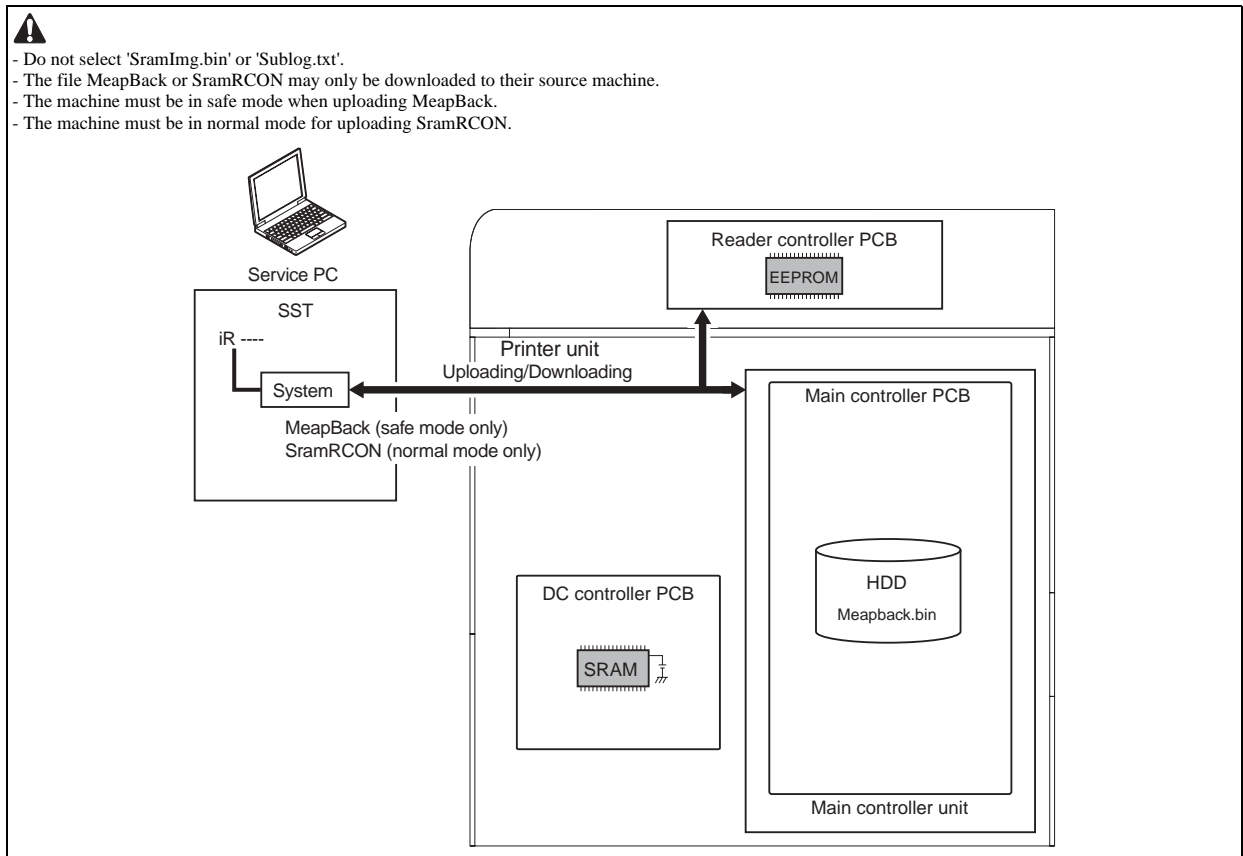 - Do not select 'SramImg.bin' or 'Sublog.txt'.
- The file MeapBack or SramRCON may only be downloaded to their source machine.
- The machine must be in safe mode when uploading MeapBack.
- The machine must be in normal mode for uploading SramRCON.
Reader controller PCB
EEPROM
Service PC
SST
iR ----
System
Printer unit
Uploading/Downloading
MeapBack (safe mode only)
SramRCON (normal mode only)
Main controller PCB
HDD
Meapback.bin
DC controller PCB
SRAM
Main controller unit